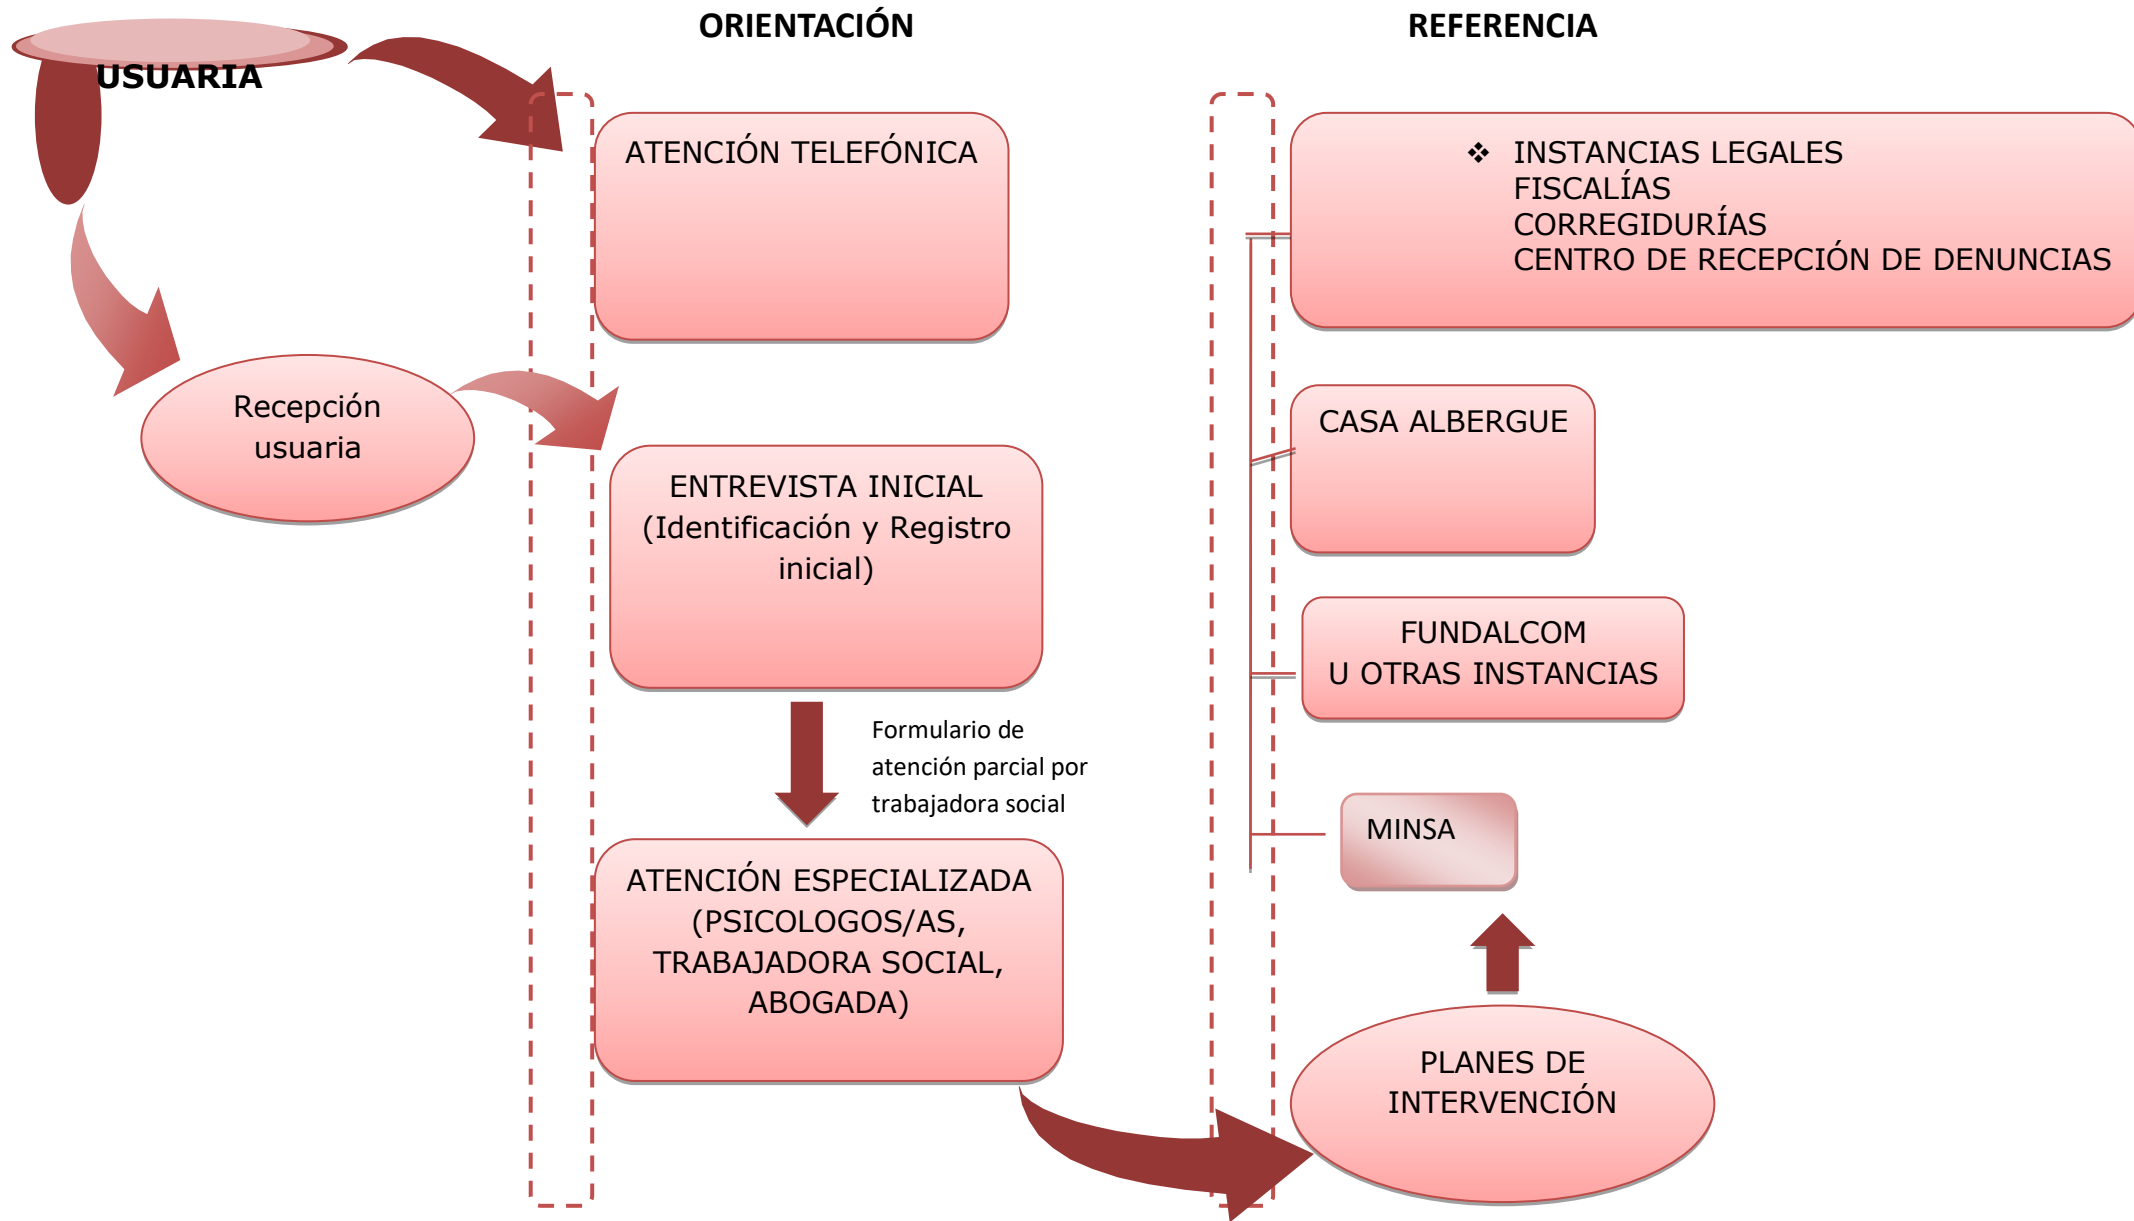 ORIENTACIÓN
REFERENCIA
USUARIA
ATENCIÓN TELEFÓNICA
❖ INSTANCIAS LEGALES
FISCALÍAS
CORREGIDURÍAS
CENTRO DE RECEPCIÓN DE DENUNCIAS
Recepción
usuaria
CASA ALBERGUE
ENTREVISTA INICIAL
(Identificación y Registro
inicial)
FUNDALCOM
U OTRAS INSTANCIAS
Formulario de
atención parcial por
trabajadora social
MINSA
ATENCIÓN ESPECIALIZADA
(PSICOLOGOS/AS,
TRABAJADORA SOCIAL,
ABOGADA)
PLANES DE
INTERVENCIÓN